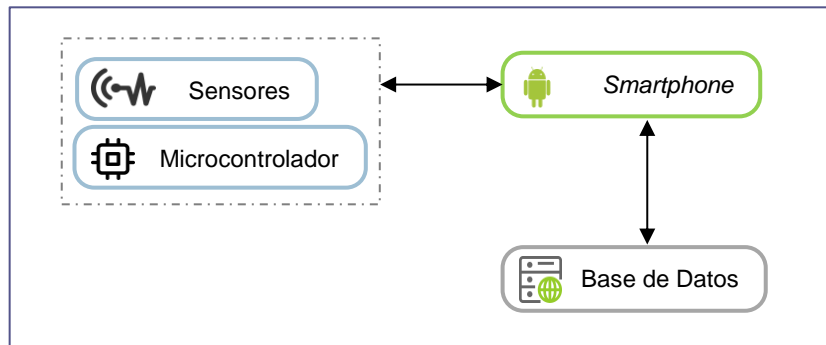 Sensores
Smartphone
Microcontrolador
Base de Datos